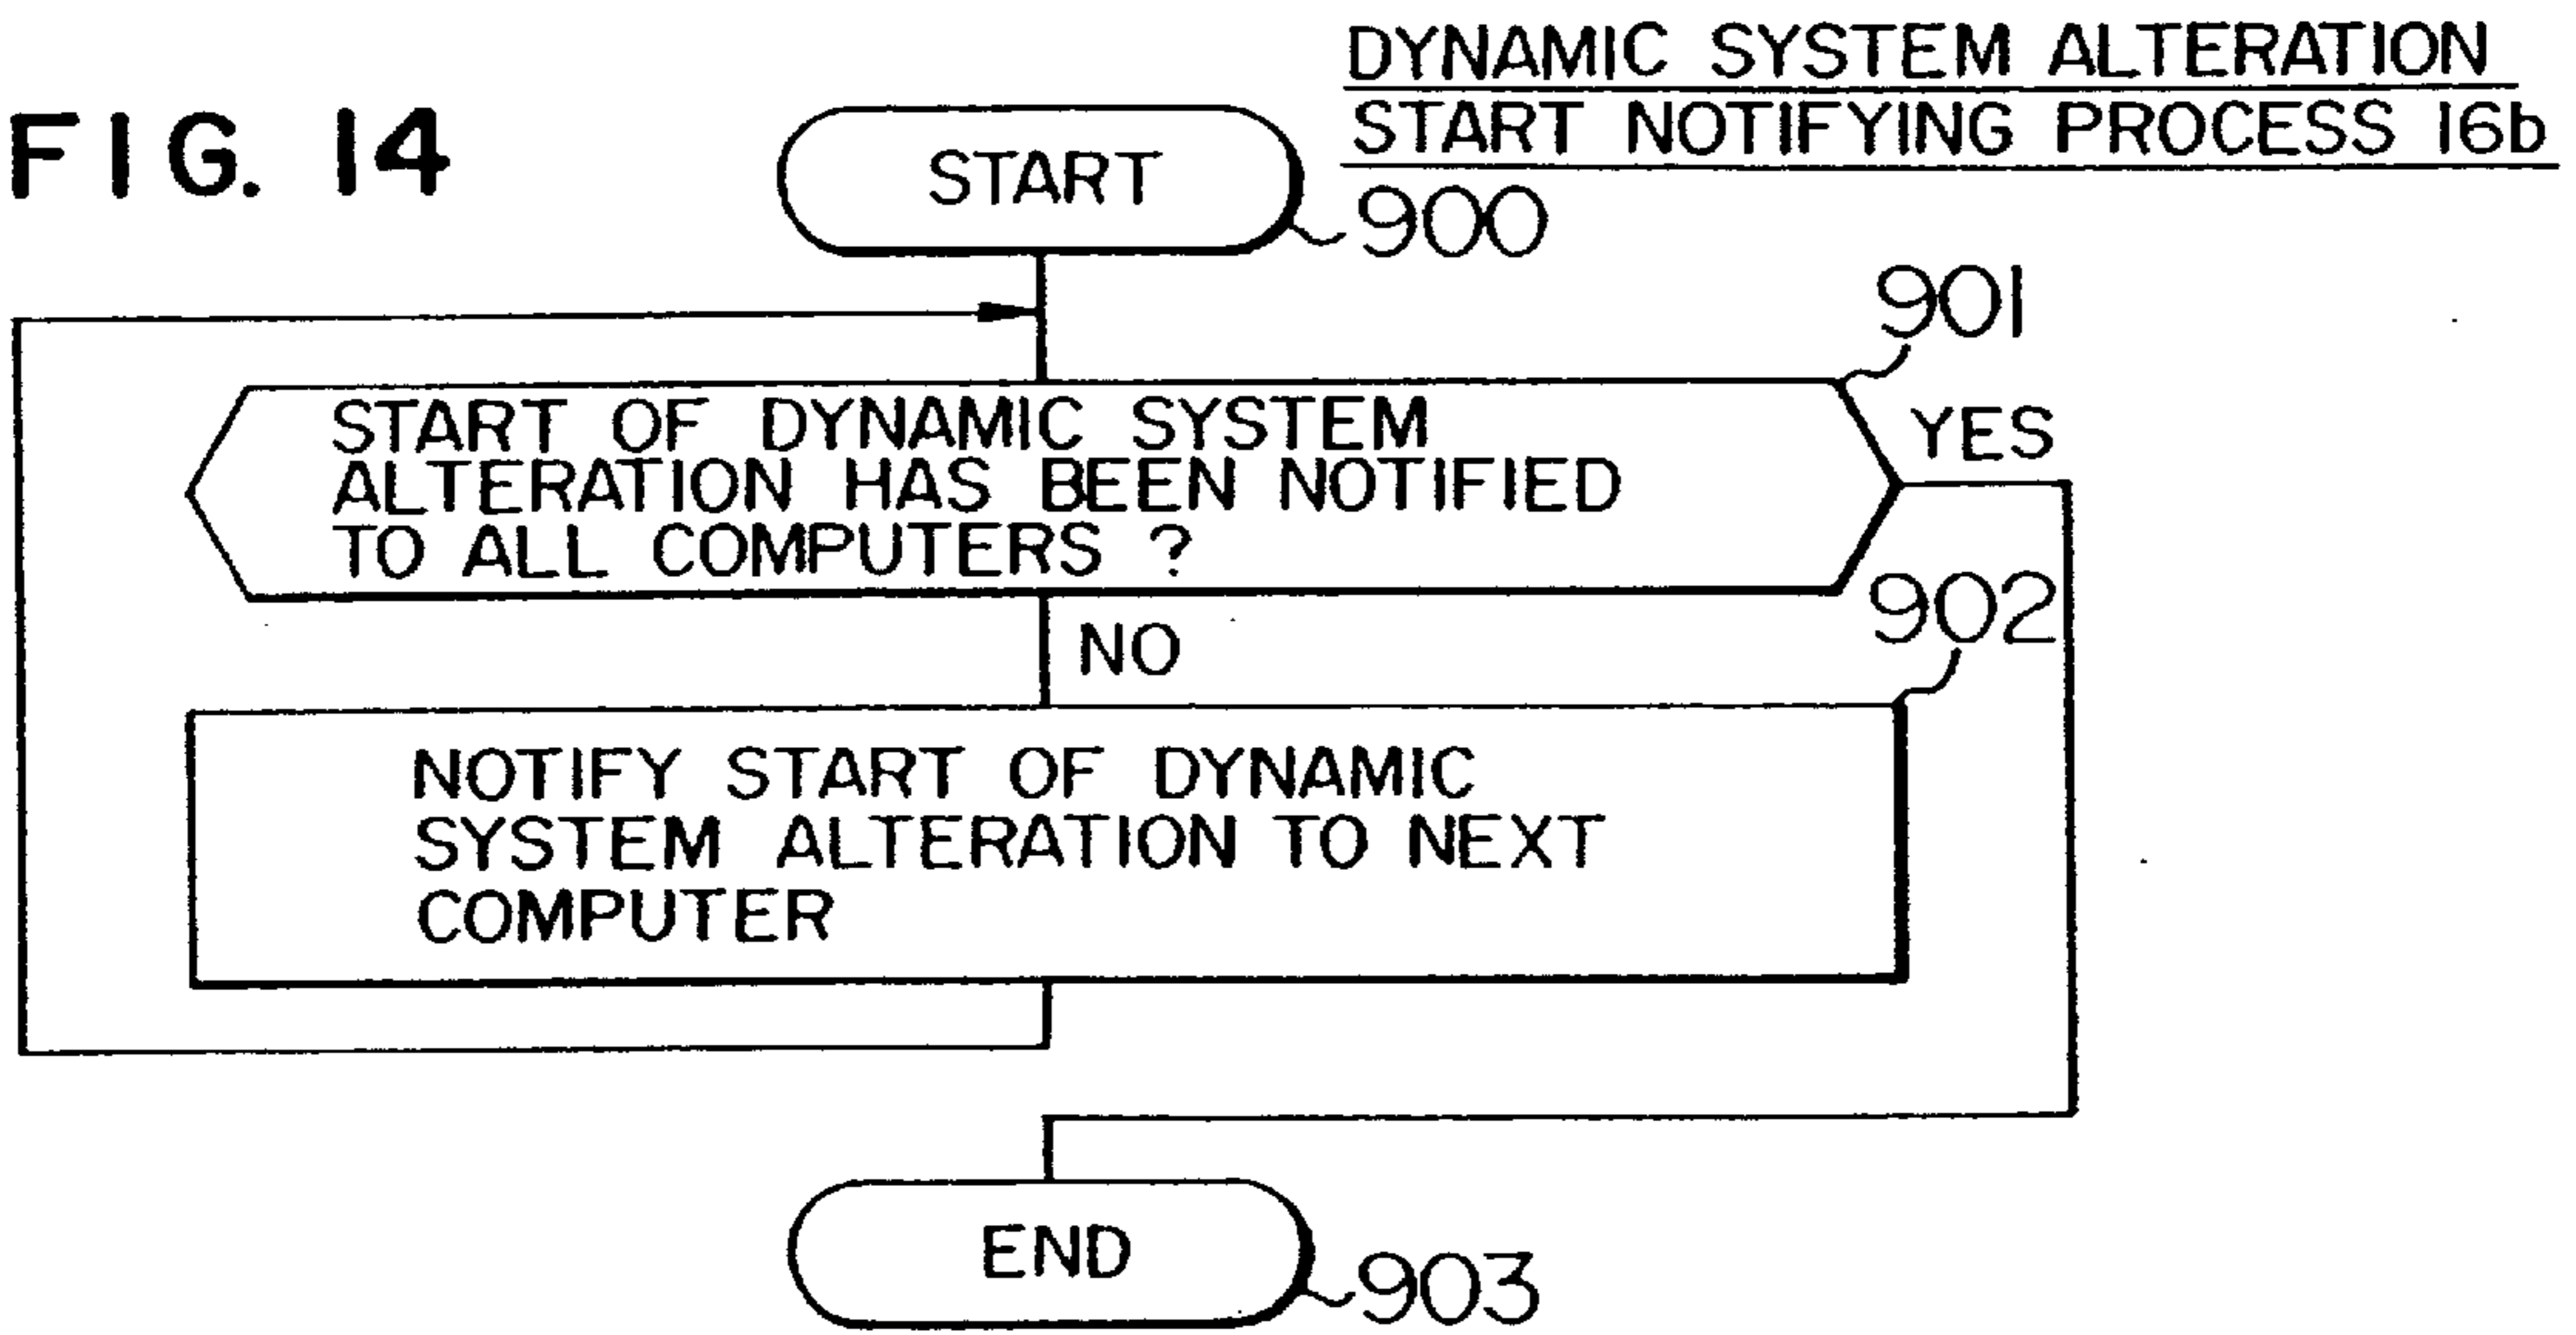 FIG. 14
DYNAMIC SYSTEM ALTERATION
START NOTIFYING PROCESS 16b
START
900
901
START OF DYNAMIC SYSTEM
ALTERATION HAS BEEN NOTIFIED
TO ALL COMPUTERS ?
YES
NO
902
NOTIFY START OF DYNAMIC
SYSTEM ALTERATION TO NEXT
COMPUTER
END
903